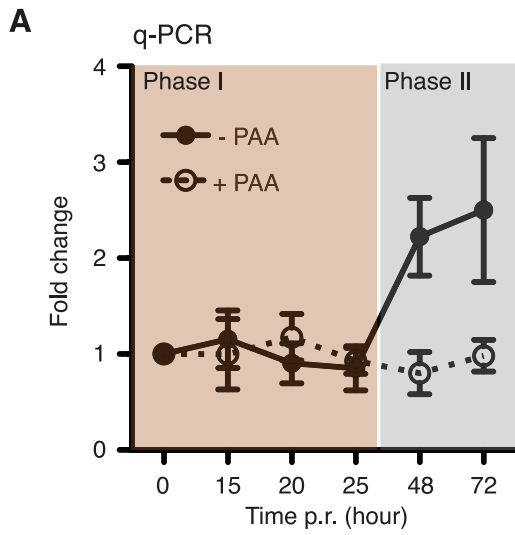 A
q-PCR
4
Phase I
Phase II
- PAA
3
+ PAA
Fold change
2
1
0
0 15 20 25 48 72
Time p.r. (hour)